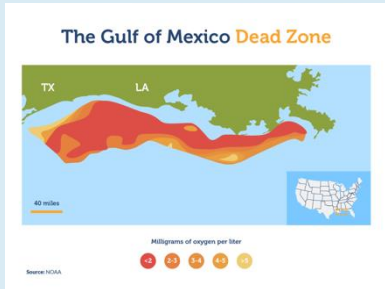 The Gulf of Mexico Dead Zone
TX
LA
40 miles
Milligrams of oxygen per liter
<2
2-3
3-4
4-5
>5
Source: NOAA